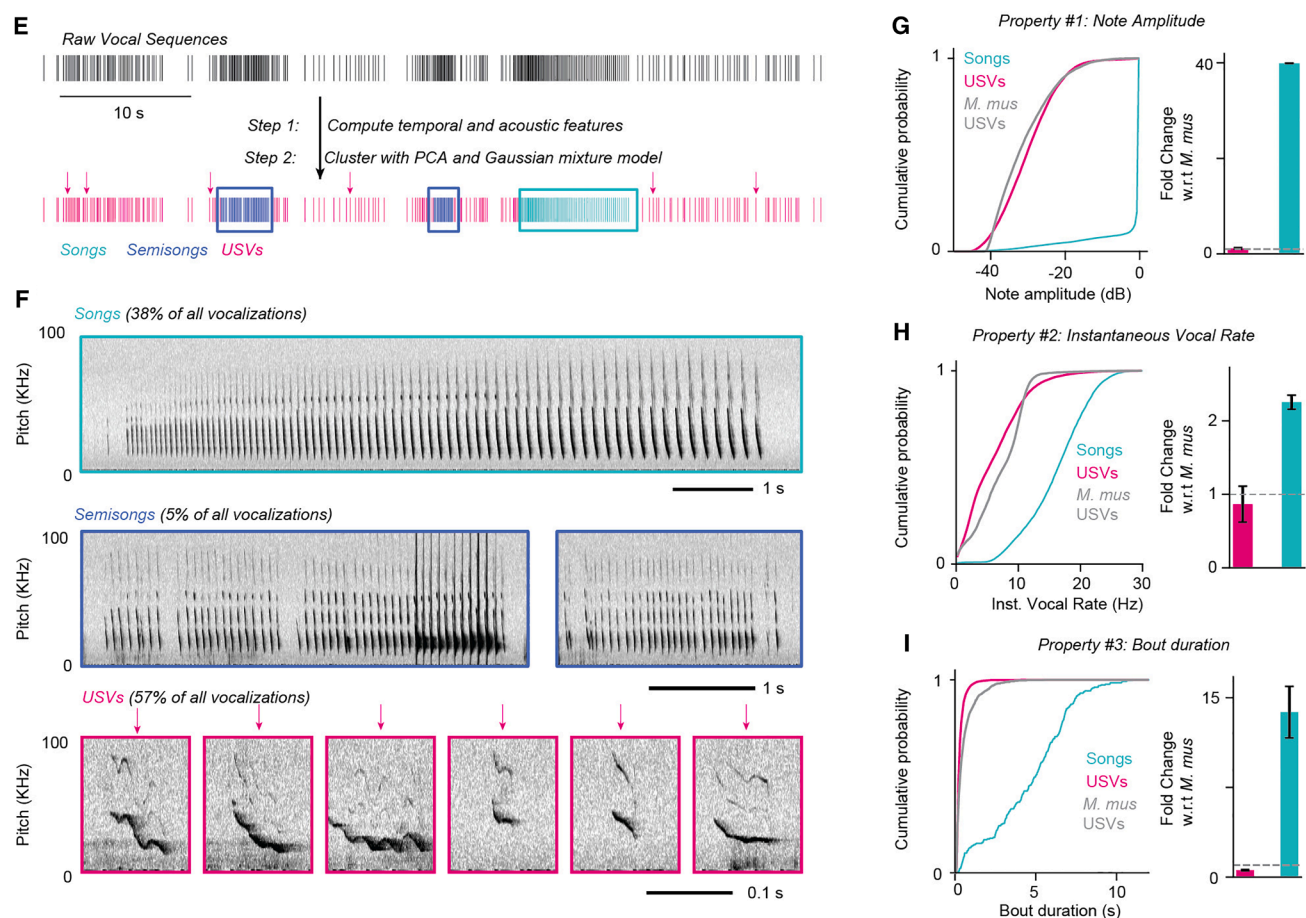 E
Raw Vocal Sequences
10 s
Step 1: Compute temporal and acoustic features
Step 2: Cluster with PCA and Gaussian mixture model
Songs Semisongs USVs
F
Songs (38% of all vocalizations)
100
Pitch (KHz)
0
1 s
Semisongs (5% of all vocalizations)
100
Pitch (KHz)
0
1 s
USVs (57% of all vocalizations)
100
Pitch (KHz)
0
0.1 s
G
Property #1: Note Amplitude
1
Cumulative probability
0
Songs
USVs
M. mus
USVs
-40 -20 0
Note amplitude (dB)
Fold Change
w.r.t M. mus
40
0
H
Property #2: Instantaneous Vocal Rate
1
Cumulative probability
0
Songs
USVs
M. mus
USVs
0 10 20 30
Inst. Vocal Rate (Hz)
Fold Change
w.r.t M. mus
2
1
0
I
Property #3: Bout duration
1
Cumulative probability
0
Songs
USVs
M. mus
USVs
0 5 10
Bout duration (s)
Fold Change
w.r.t M. mus
15
0